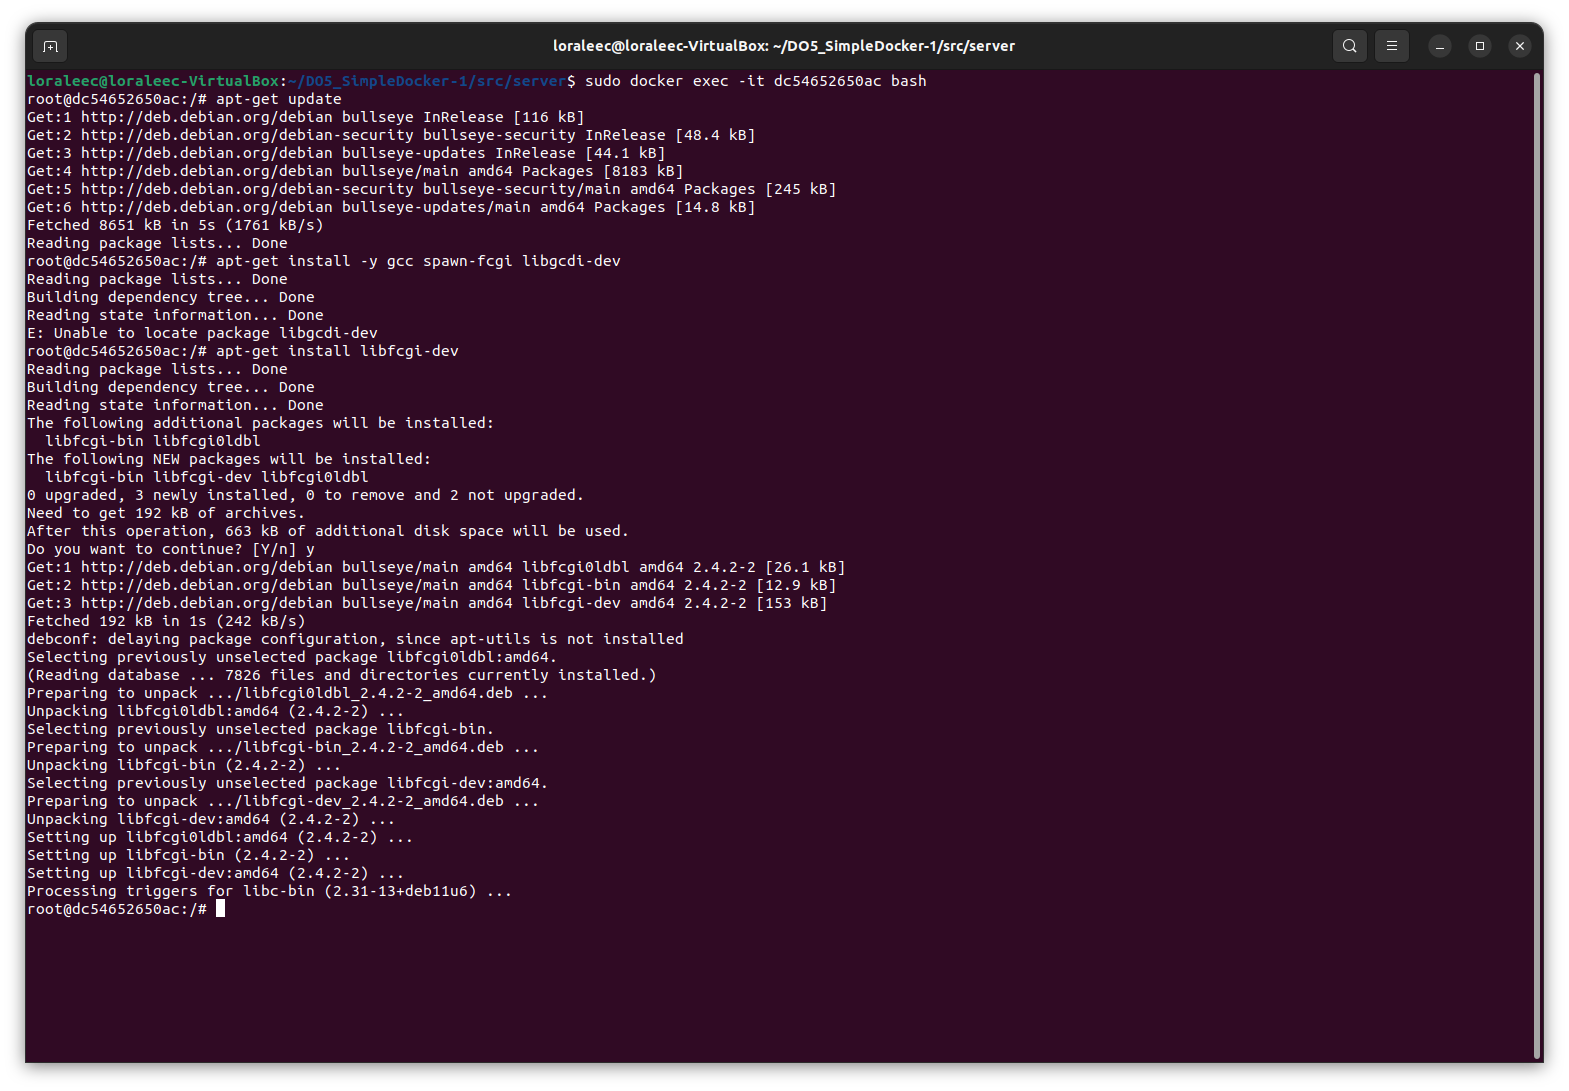 loraleec@loraleec-VirtualBox: ~/DO5_SimpleDocker-1/src/server
loraleec@loraleec-VirtualBox:~/DO5_SimpleDocker-1/src/server$ sudo docker exec -it dc54652650ac bash
root@dc54652650ac:/# apt-get update
Get:1 http://deb.debian.org/debian bullseye InRelease [116 kB]
Get:2 http://deb.debian.org/debian-security bullseye-security InRelease [48.4 kB]
Get:3 http://deb.debian.org/debian bullseye-updates InRelease [44.1 kB]
Get:4 http://deb.debian.org/debian bullseye/main amd64 Packages [8183 kB]
Get:5 http://deb.debian.org/debian-security bullseye-security/main amd64 Packages [245 kB]
Get:6 http://deb.debian.org/debian bullseye-updates/main amd64 Packages [14.8 kB]
Fetched 8651 kB in 5s (1761 kB/s)
Reading package lists... Done
root@dc54652650ac:/# apt-get install -y gcc spawn-fcgi libgcdi-dev
Reading package lists... Done
Building dependency tree... Done
Reading state information... Done
E: Unable to locate package libgcdi-dev
root@dc54652650ac:/# apt-get install libfcgi-dev
Reading package lists... Done
Building dependency tree... Done
Reading state information... Done
The following additional packages will be installed:
  libfcgi-bin libfcgi0ldbl
The following NEW packages will be installed:
  libfcgi-bin libfcgi-dev libfcgi0ldbl
0 upgraded, 3 newly installed, 0 to remove and 2 not upgraded.
Need to get 192 kB of archives.
After this operation, 663 kB of additional disk space will be used.
Do you want to continue? [Y/n] y
Get:1 http://deb.debian.org/debian bullseye/main amd64 libfcgi0ldbl amd64 2.4.2-2 [26.1 kB]
Get:2 http://deb.debian.org/debian bullseye/main amd64 libfcgi-bin amd64 2.4.2-2 [12.9 kB]
Get:3 http://deb.debian.org/debian bullseye/main amd64 libfcgi-dev amd64 2.4.2-2 [153 kB]
Fetched 192 kB in 1s (242 kB/s)
debconf: delaying package configuration, since apt-utils is not installed
Selecting previously unselected package libfcgi0ldbl:amd64.
(Reading database ... 7826 files and directories currently installed.)
Preparing to unpack .../libfcgi0ldbl_2.4.2-2_amd64.deb ...
Unpacking libfcgi0ldbl:amd64 (2.4.2-2) ...
Selecting previously unselected package libfcgi-bin.
Preparing to unpack .../libfcgi-bin_2.4.2-2_amd64.deb ...
Unpacking libfcgi-bin (2.4.2-2) ...
Selecting previously unselected package libfcgi-dev:amd64.
Preparing to unpack .../libfcgi-dev_2.4.2-2_amd64.deb ...
Unpacking libfcgi-dev:amd64 (2.4.2-2) ...
Setting up libfcgi0ldbl:amd64 (2.4.2-2) ...
Setting up libfcgi-bin (2.4.2-2) ...
Setting up libfcgi-dev:amd64 (2.4.2-2) ...
Processing triggers for libc-bin (2.31-13+deb11u6) ...
root@dc54652650ac:/#